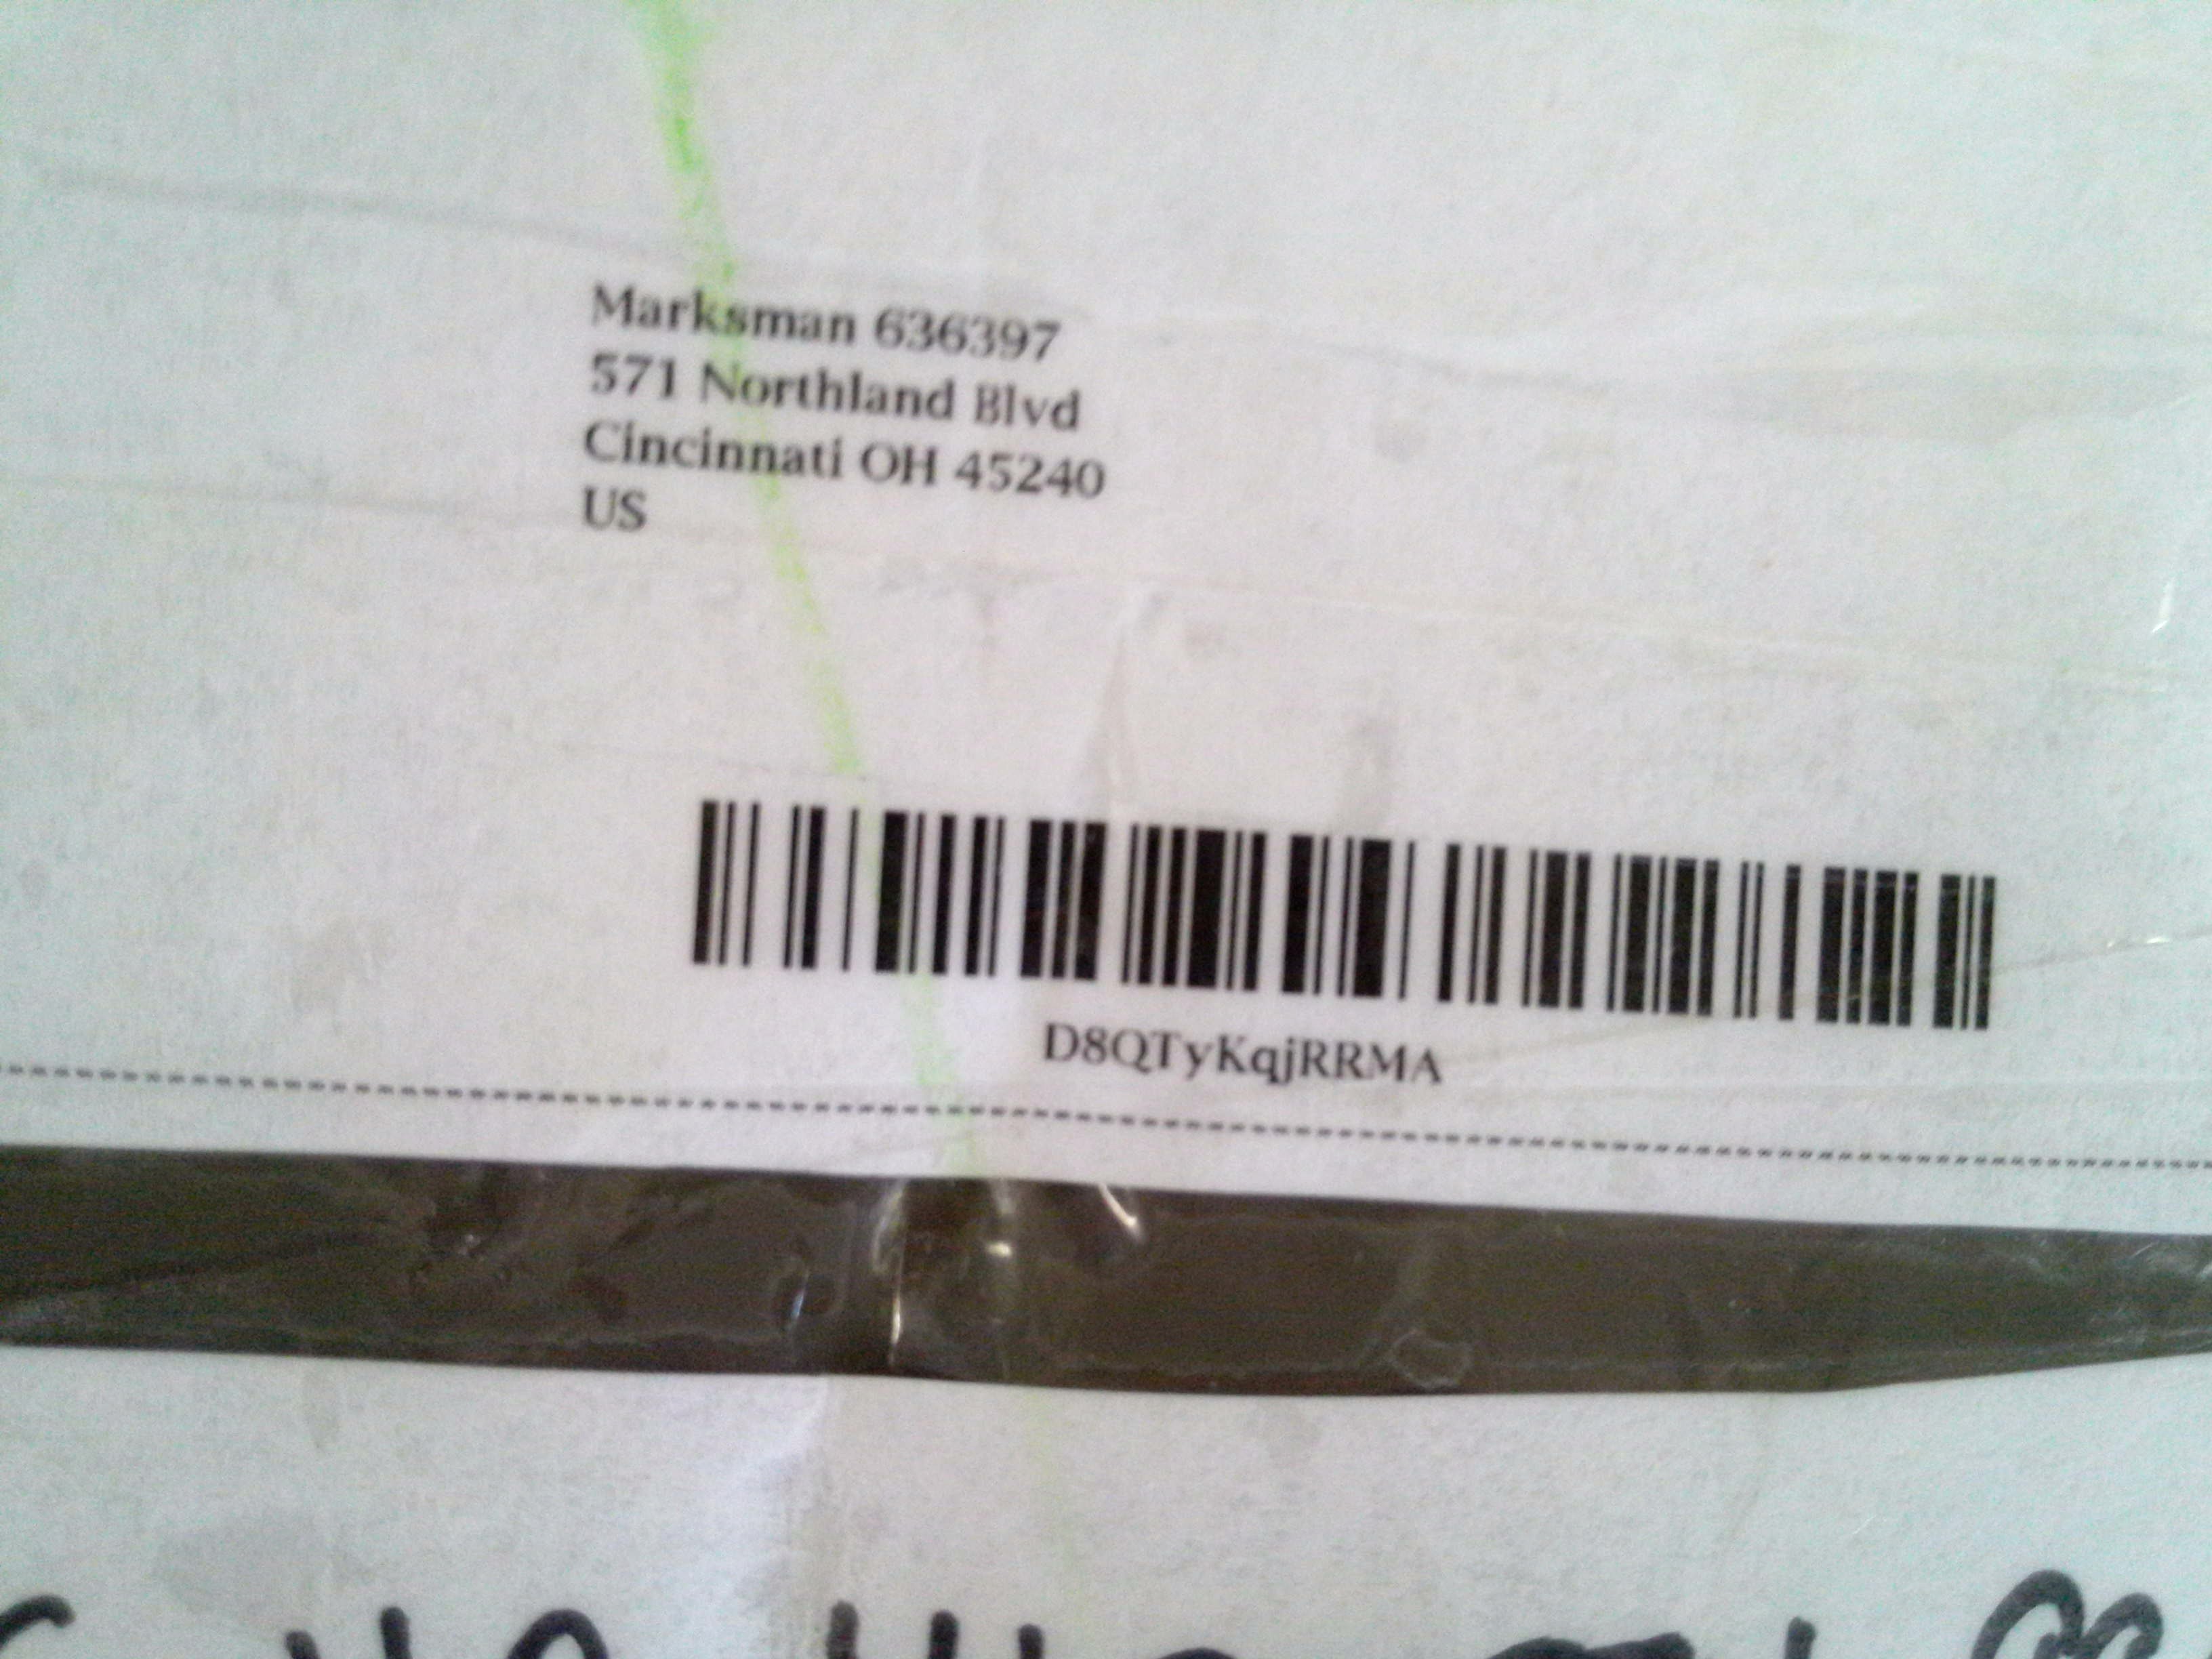 Marksman 636397
571 Northland Blvd
Cincinnati OH 45240
US
D8QTyKqjRRMA